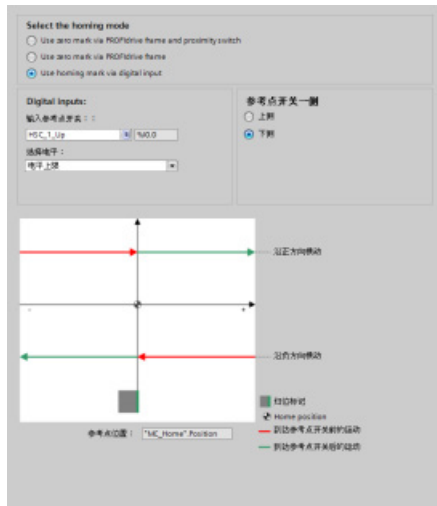 Select the homing mode
Use zero mark via PROFIdrive frame and proximity switch
Use zero mark via PROFIdrive frame
Use homing mark via digital input
Digital inputs:
输入参考点开关：:
HSC_1_Up
%I0.0
选择电平：
电平上限
参考点开关一侧
上侧
下侧
沿正方向移动
-
+
沿负方向移动
归位标记
Home position
到达参考点开关前的运动
到达参考点开关后的运动
参考点位置：
"MC_Home".Position